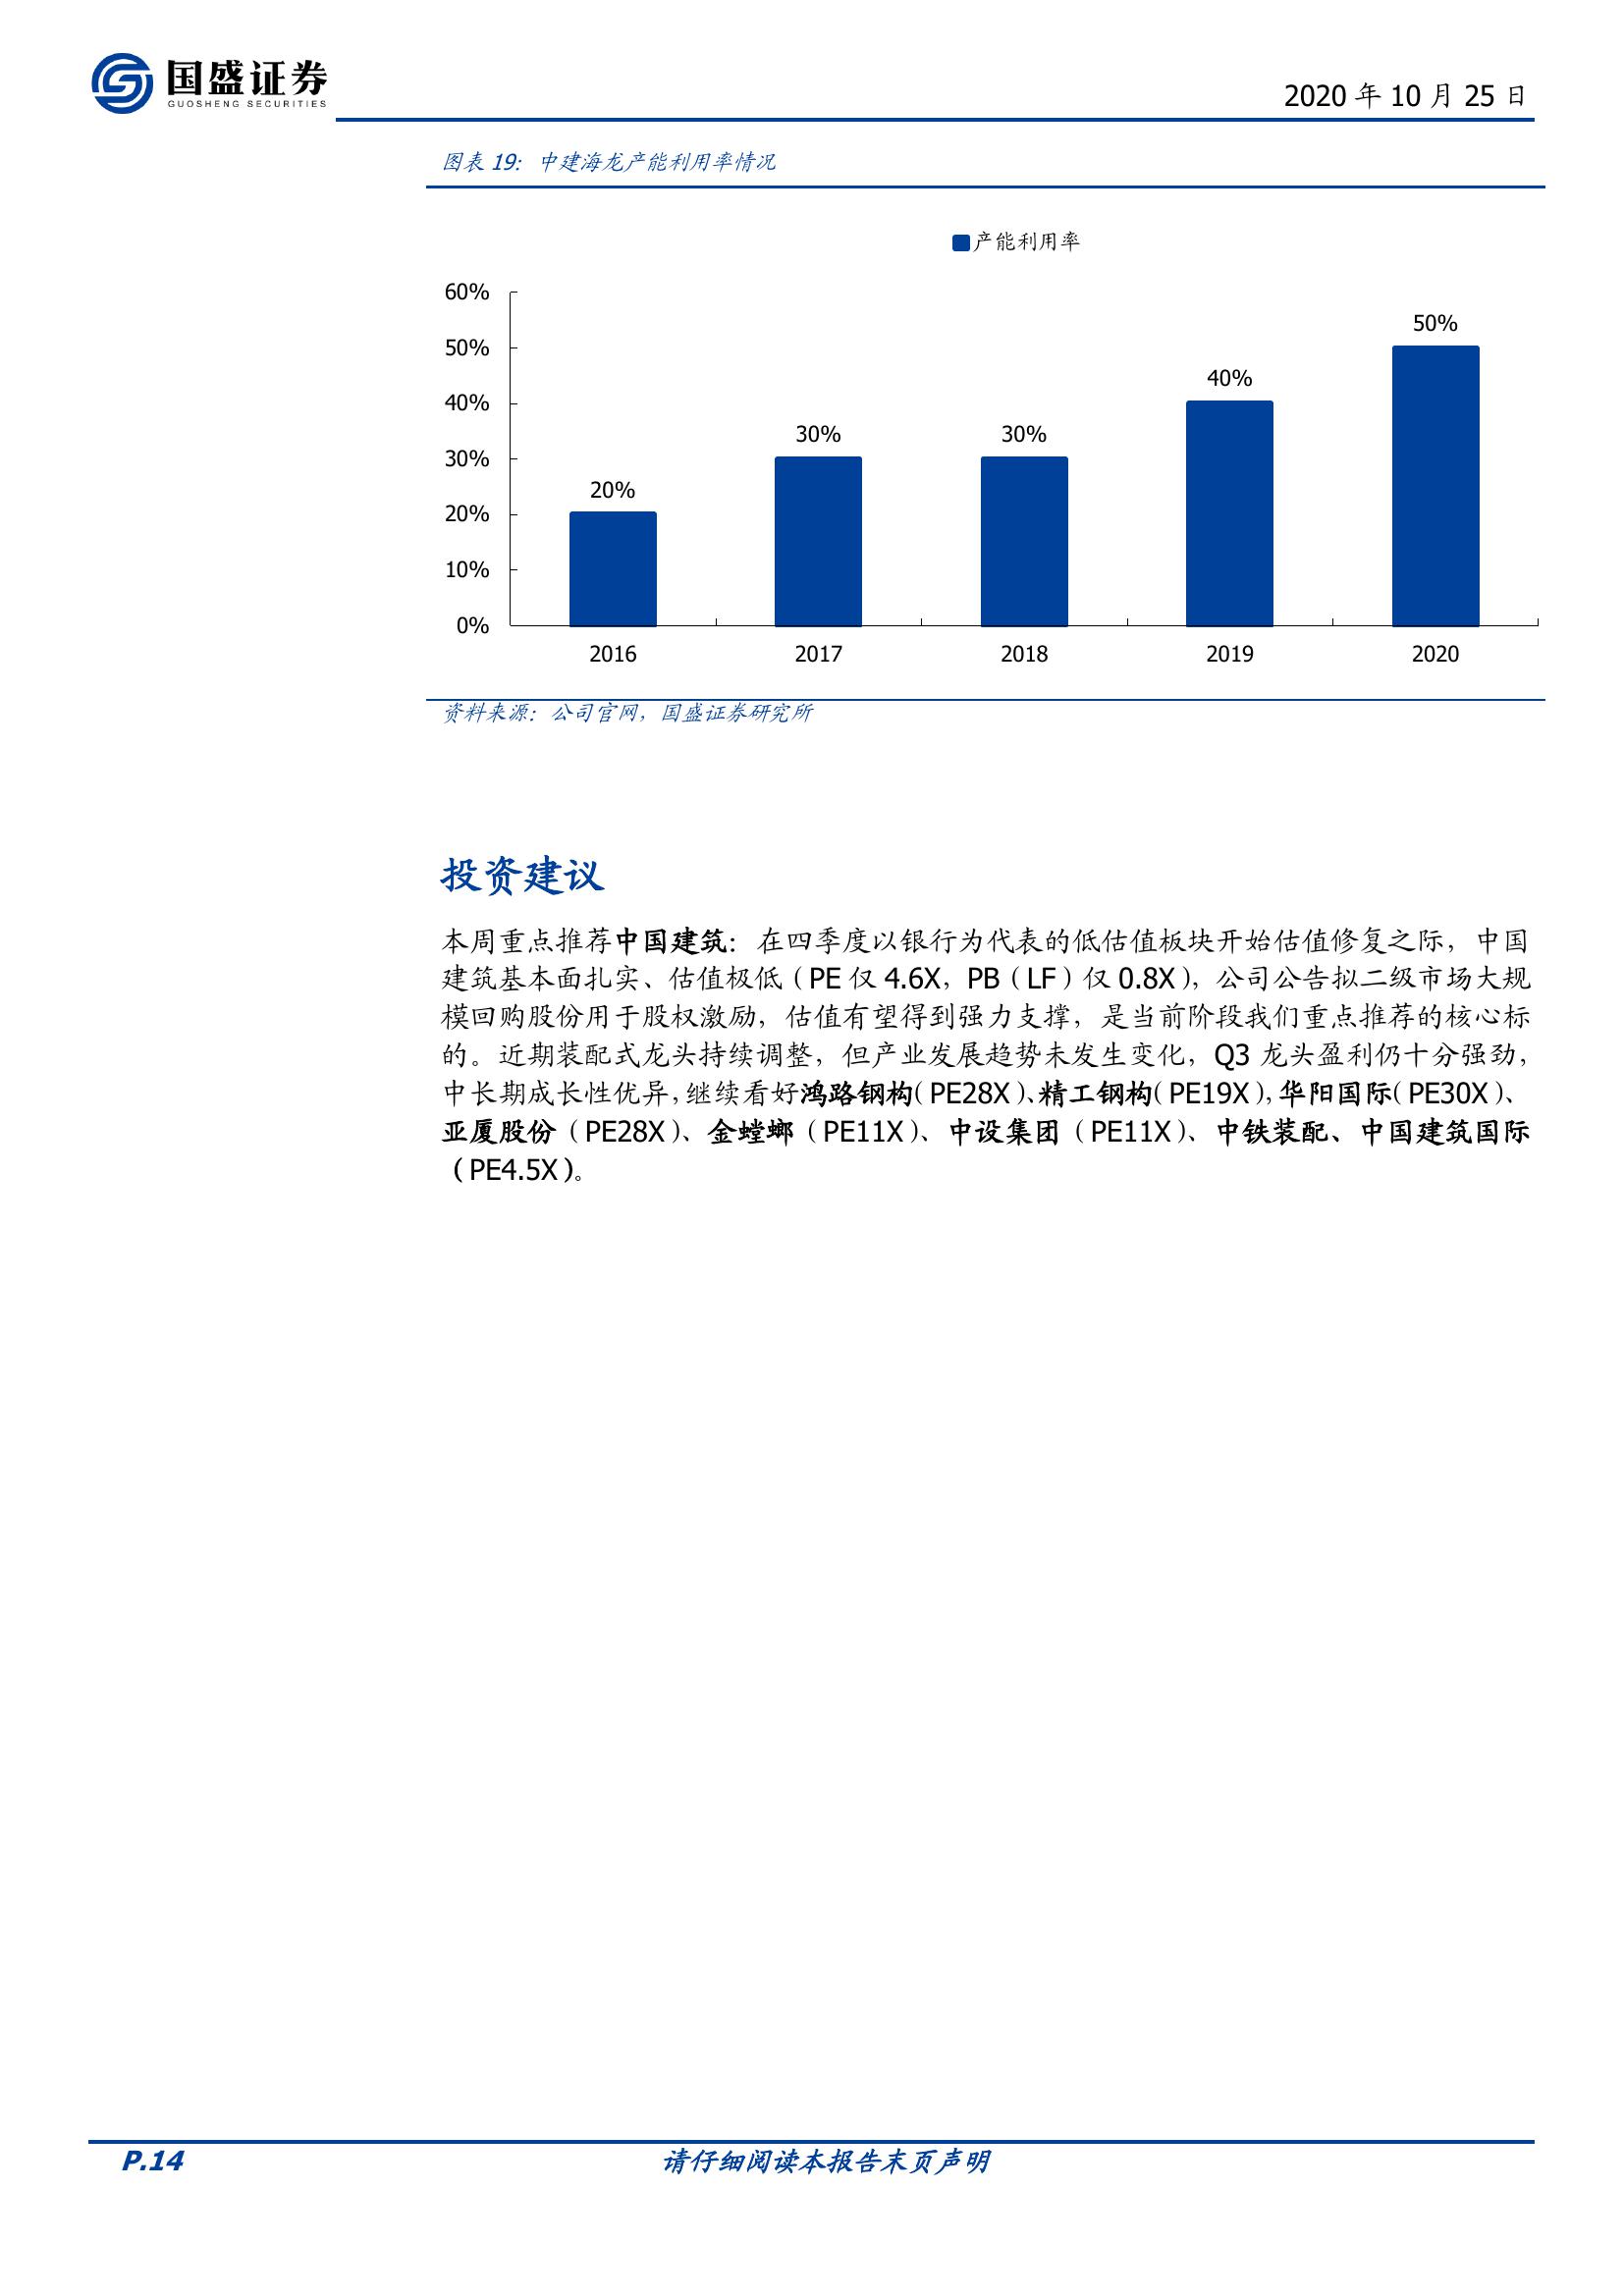 国盛证券
GUOSHENG SECURITIES
2020 年 10 月 25 日
图表 19：中建海龙产能利用率情况
产能利用率
60%
50%
40%
30%
20%
10%
0%
20%
30%
30%
40%
50%
2016
2017
2018
2019
2020
资料来源：公司官网，国盛证券研究所
投资建议
本周重点推荐中国建筑：在四季度以银行为代表的低估值板块开始估值修复之际，中国
建筑基本面扎实、估值极低（PE 仅 4.6X，PB（LF）仅 0.8X），公司公告拟二级市场大规
模回购股份用于股权激励，估值有望得到强力支撑，是当前阶段我们重点推荐的核心标
的。近期装配式龙头持续调整，但产业发展趋势未发生变化，Q3 龙头盈利仍十分强劲，
中长期成长性优异，继续看好鸿路钢构（PE28X）、精工钢构（PE19X），华阳国际（PE30X）、
亚厦股份（PE28X）、金螳螂（PE11X）、中设集团（PE11X）、中铁装配、中国建筑国际
（PE4.5X）。
P.14
请仔细阅读本报告末页声明